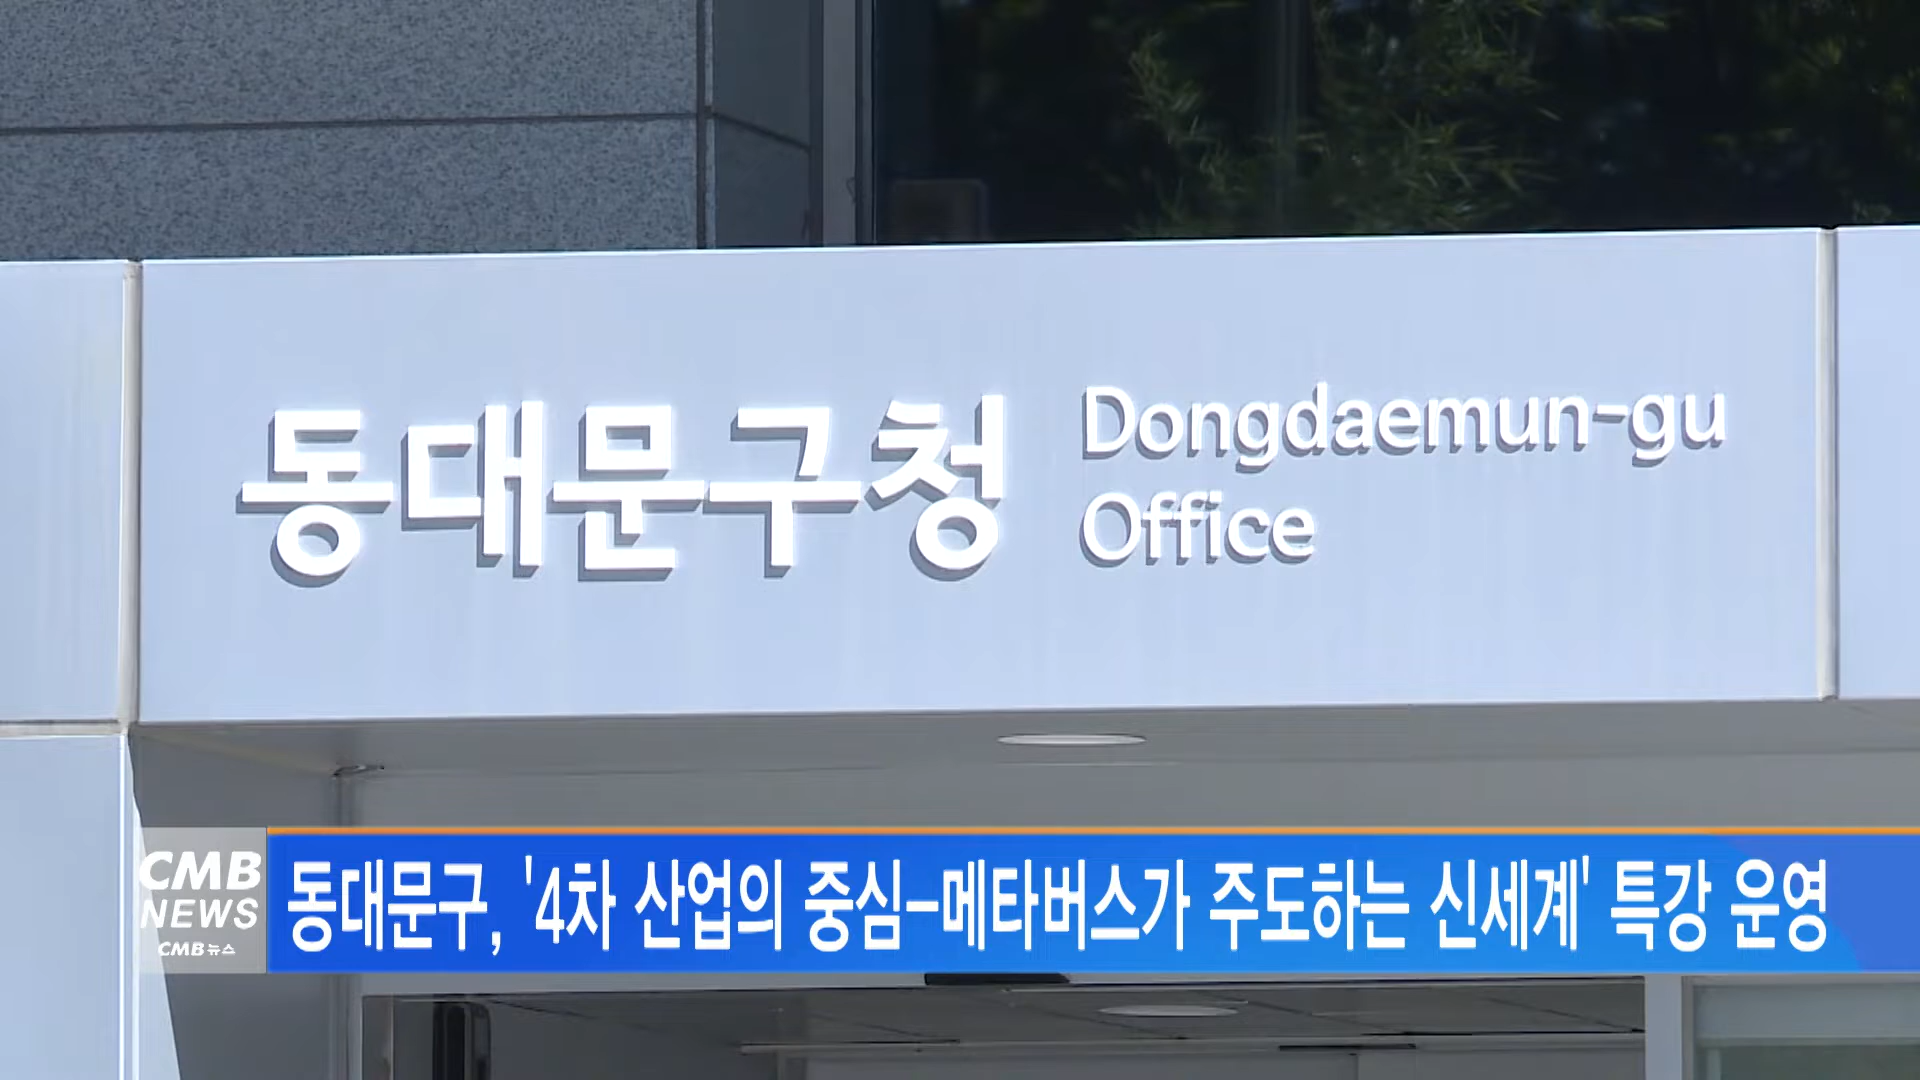 동대문구청
Dongdaemun-gu
Office
CMB
NEWS
CMB뉴스
동대문구, '4차 산업의 중심-메타버스가 주도하는 신세계' 특강 운영